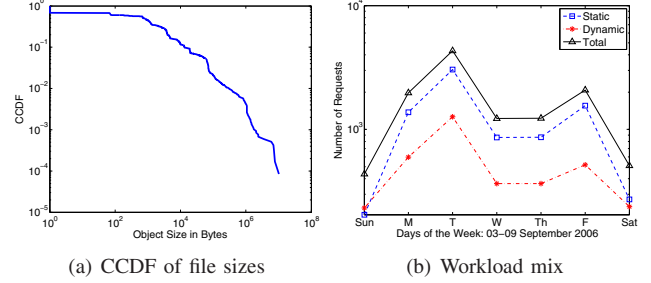 10^0
10^-1
10^-2
10^-3
10^-4
10^-5
CCDF
10^0 10^2 10^4 10^6 10^8
Object Size in Bytes
(a) CCDF of file sizes
10^4
10^3
Number of Requests
Static
Dynamic
Total
Sun M T W Th F Sat
Days of the Week: 03-09 September 2006
(b) Workload mix